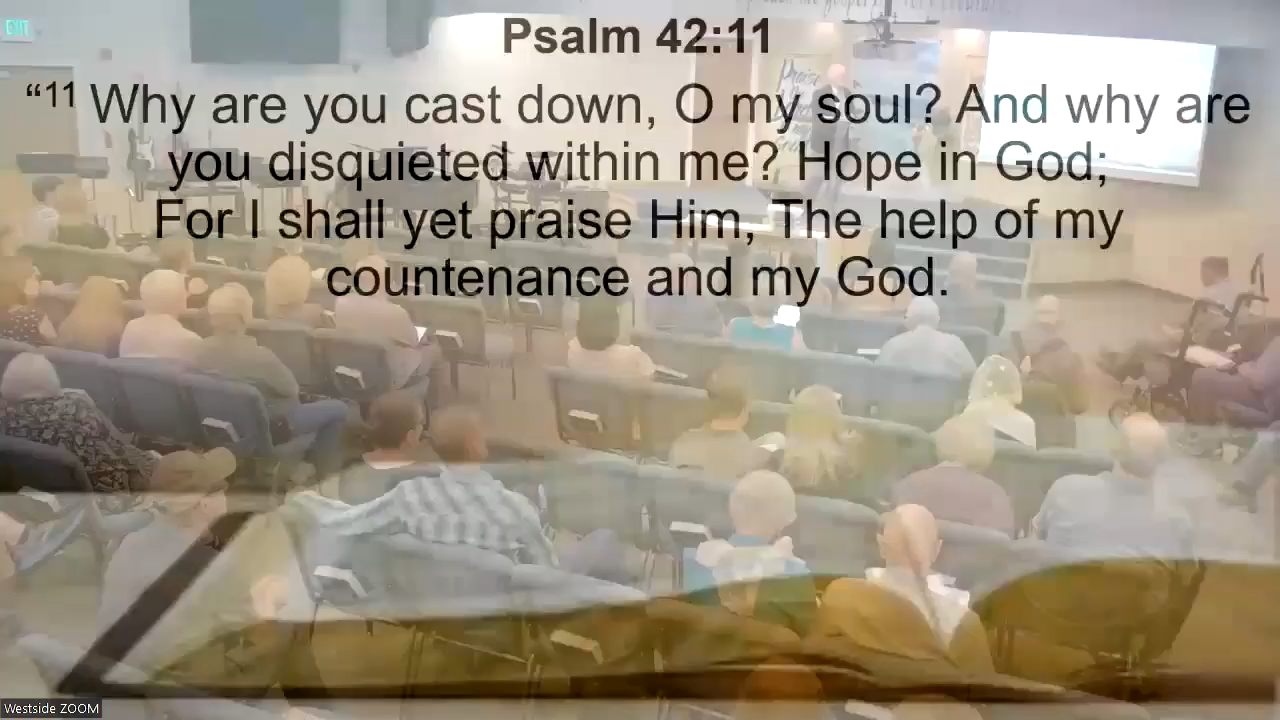 EXIT
Psalm 42:11
“11 Why are you cast down, O my soul? And why are
you disquieted within me? Hope in God;
For I shall yet praise Him, The help of my
countenance and my God.
Praise
Westside ZOOM